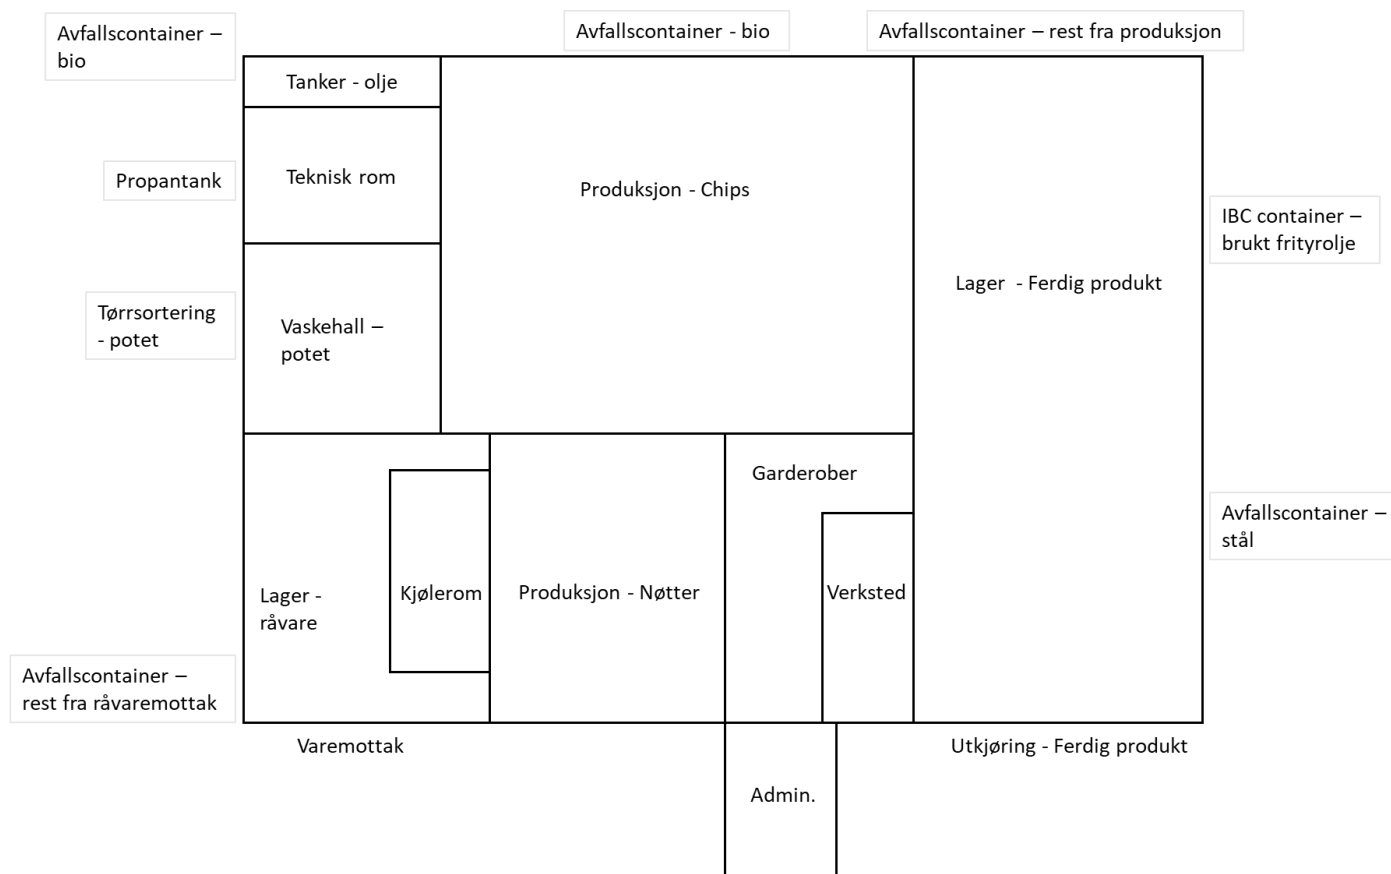 Avfallscontainer –
bio
Avfallscontainer - bio
Avfallscontainer – rest fra produksjon
Tanker - olje
Propantank
Teknisk rom
Produksjon - Chips
IBC container –
brukt frityrolje
Lager - Ferdig produkt
Tørrsortering
- potet
Vaskehall –
potet
Garderober
Avfallscontainer –
stål
Lager -
råvare
Kjølerom
Produksjon - Nøtter
Verksted
Avfallscontainer –
rest fra råvaremottak
Varemottak
Utkjøring - Ferdig produkt
Admin.